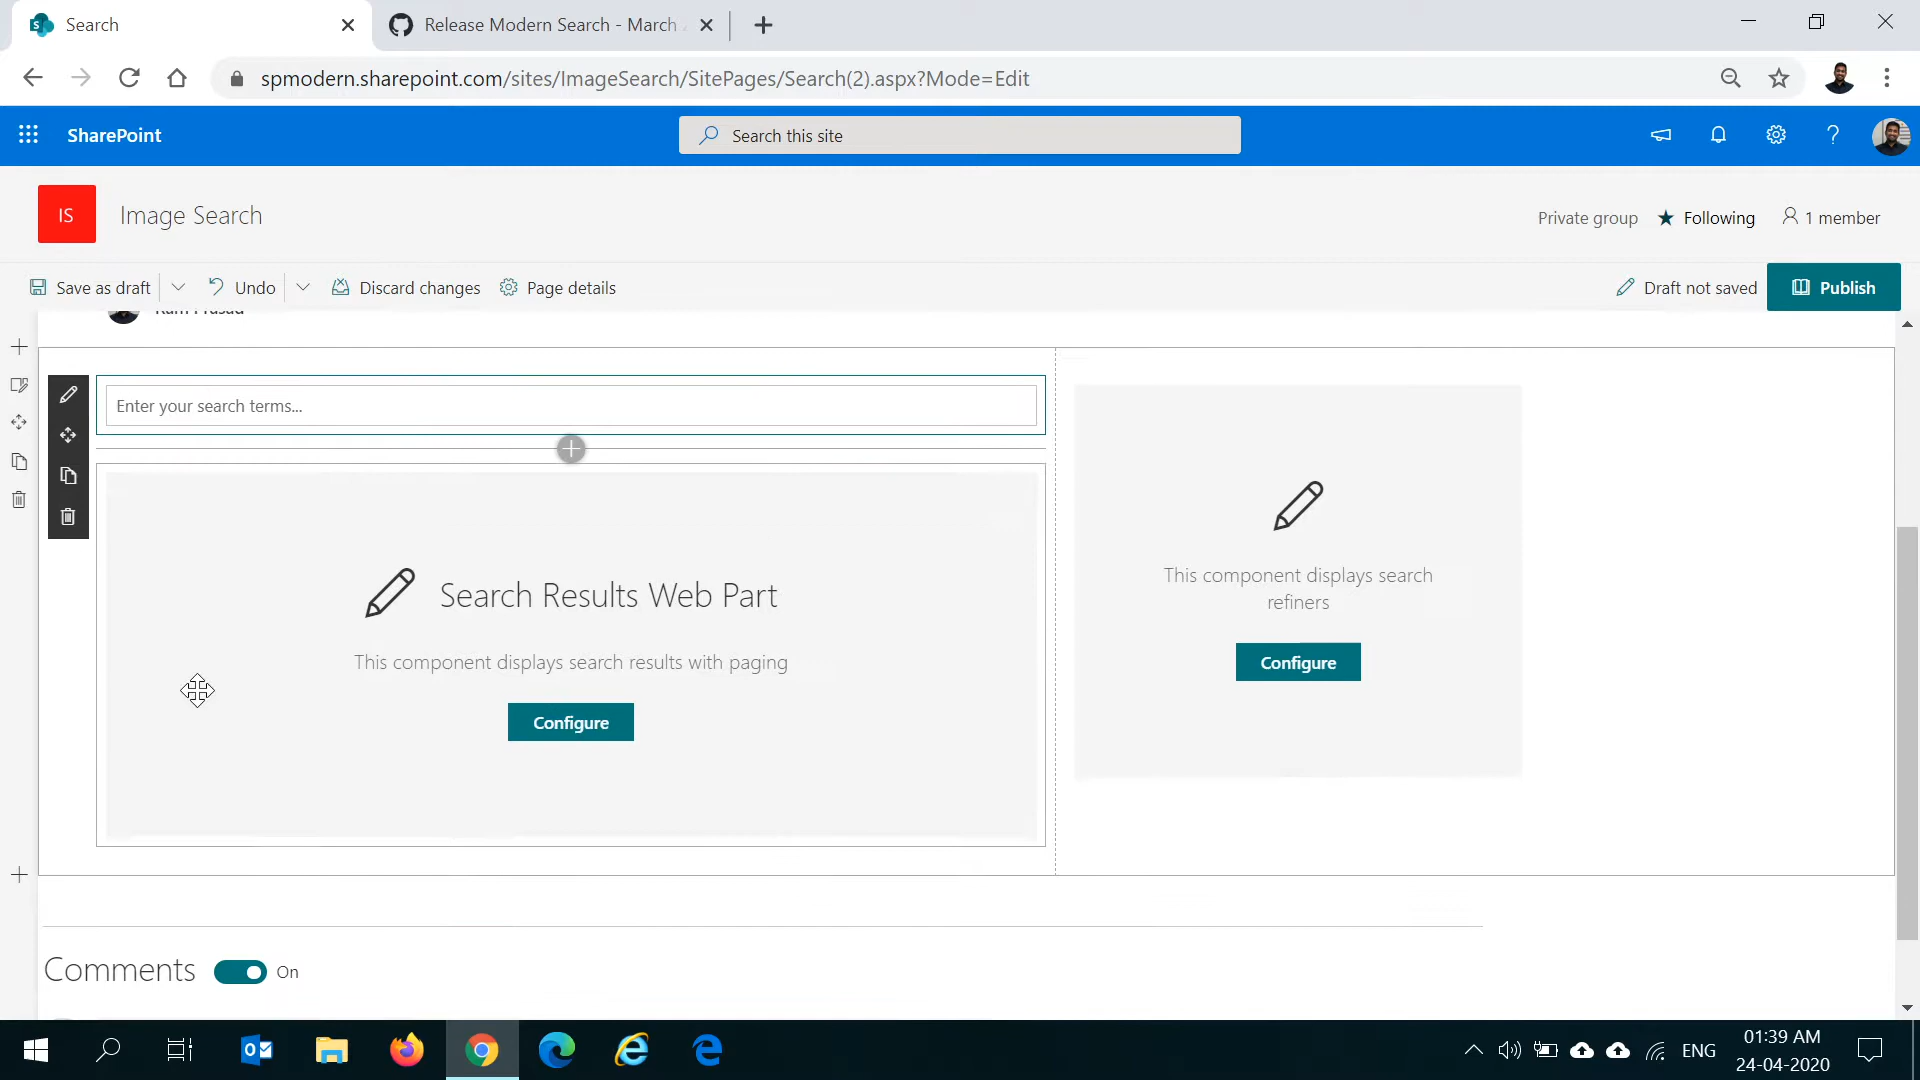 Search
Release Modern Search - March
spmodern.sharepoint.com/sites/ImageSearch/SitePages/Search(2).aspx?Mode=Edit
SharePoint
Search this site
IS
Image Search
Private group
Following
1 member
Save as draft
Undo
Discard changes
Page details
Draft not saved
Publish
Enter your search terms...
Search Results Web Part
This component displays search results with paging
Configure
This component displays search
refiners
Configure
Comments
On
ENG
01:39 AM
24-04-2020